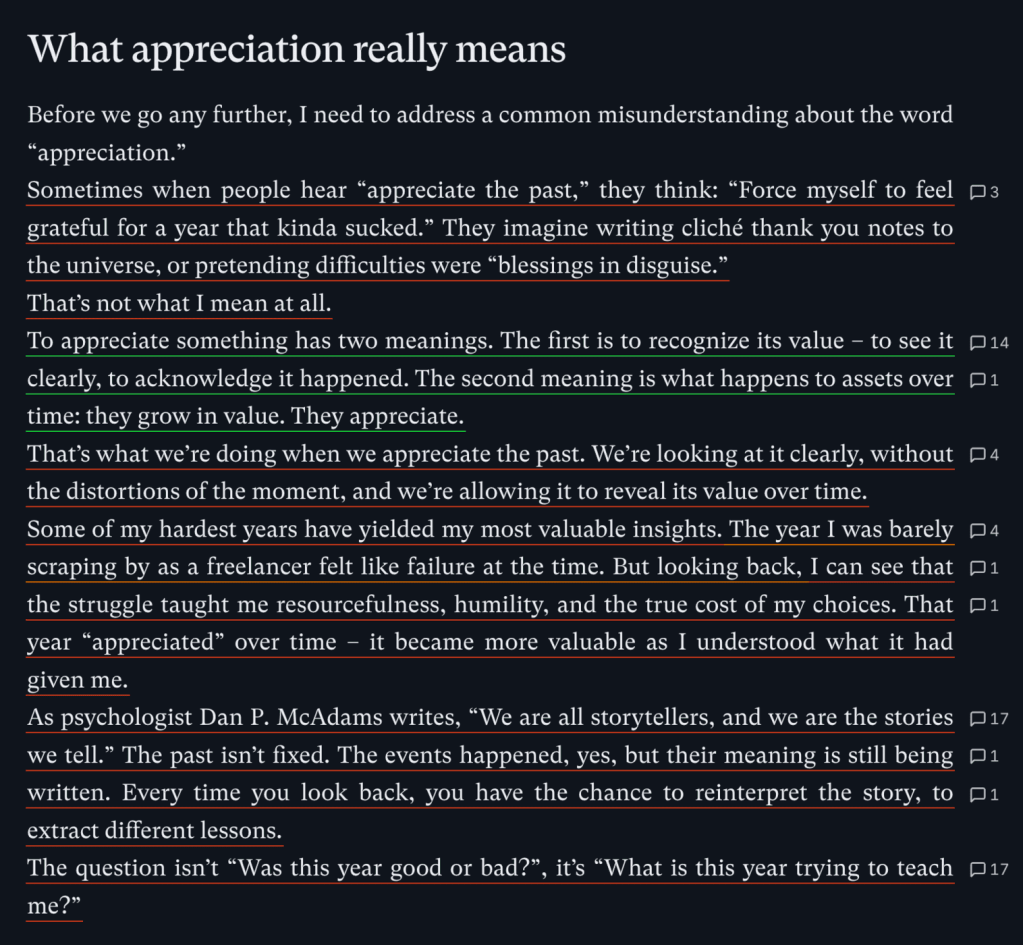 What appreciation really means
Before we go any further, I need to address a common misunderstanding about the word
“appreciation.”
Sometimes when people hear “appreciate the past,” they think: “Force myself to feel 3
grateful for a year that kinda sucked.” They imagine writing cliché thank you notes to
the universe, or pretending difficulties were “blessings in disguise.”
That’s not what I mean at all.
To appreciate something has two meanings. The first is to recognize its value – to see it 14
clearly, to acknowledge it happened. The second meaning is what happens to assets over 1
time: they grow in value. They appreciate.
That’s what we’re doing when we appreciate the past. We’re looking at it clearly, without 4
the distortions of the moment, and we’re allowing it to reveal its value over time.
Some of my hardest years have yielded my most valuable insights. The year I was barely 4
scraping by as a freelancer felt like failure at the time. But looking back, I can see that 1
the struggle taught me resourcefulness, humility, and the true cost of my choices. That 1
year “appreciated” over time – it became more valuable as I understood what it had
given me.
As psychologist Dan P. McAdams writes, “We are all storytellers, and we are the stories 17
we tell.” The past isn’t fixed. The events happened, yes, but their meaning is still being 1
written. Every time you look back, you have the chance to reinterpret the story, to 1
extract different lessons.
The question isn’t “Was this year good or bad?”, it’s “What is this year trying to teach 17
me?”